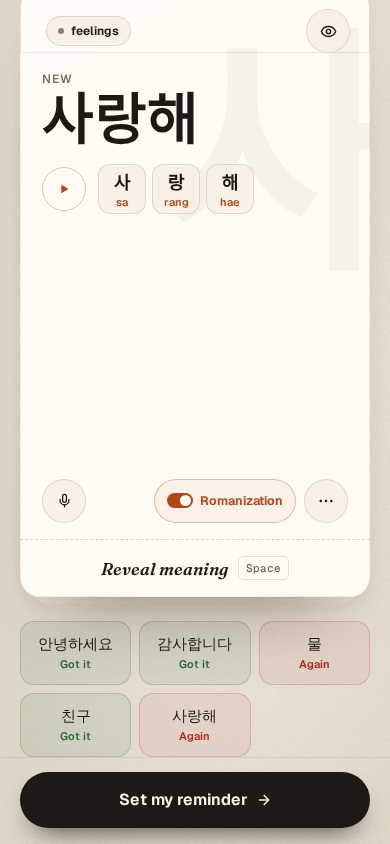 feelings
NEW
사랑해
사 랑 해
sa rang hae
Romanization
Reveal meaning Space
안녕하세요 감사합니다 물
Got it Got it Again
친구 사랑해
Got it Again
Set my reminder